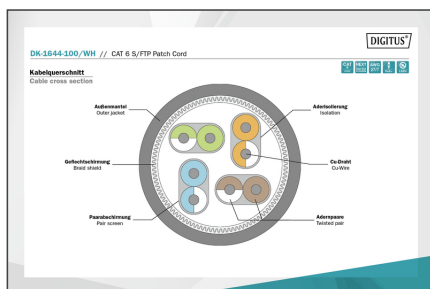 DIGITUS®
DK-1644-100/WH // CAT 6 S/FTP Patch Cord
Kabelquerschnitt
Cable cross section
Außenmantel
Outer jacket
Aderisolierung
Isolation
Geflechtschirmung
Braid shield
Cu-Draht
Cu-Wire
Paarabschirmung
Pair screen
Adernpaare
Twisted pair